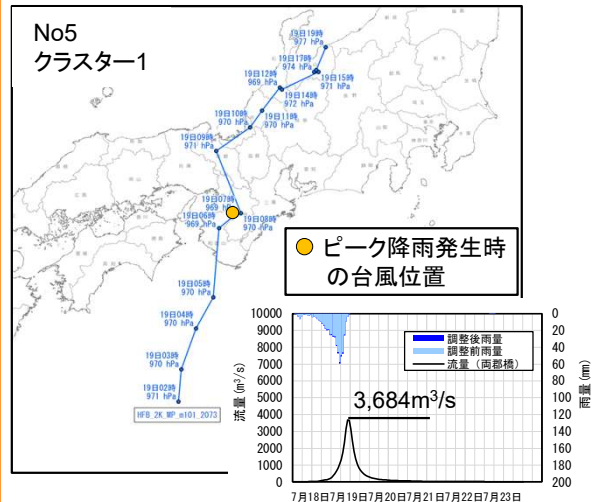 No5
クラスター1
19日19時
977 hPa
19日17時
974 hPa
19日15時
971 hPa
19日12時
969 hPa
19日14時
972 hPa
19日10時
970 hPa
19日11時
970 hPa
19日09時
971 hPa
19日07時
969 hPa
19日08時
970 hPa
19日06時
969 hPa
19日05時
970 hPa
19日04時
970 hPa
19日03時
970 hPa
19日02時
971 hPa
HFB_2K_WP_m101_2073
ピーク降雨発生時
の台風位置
調整後雨量
調整前雨量
流量（両郡橋）
3,684m³/s
流量(m³/s)
10000
9000
8000
7000
6000
5000
4000
3000
2000
1000
0
雨量(mm)
0
20
40
60
80
100
120
140
160
180
200
7月18日7月19日7月20日7月21日7月22日7月23日